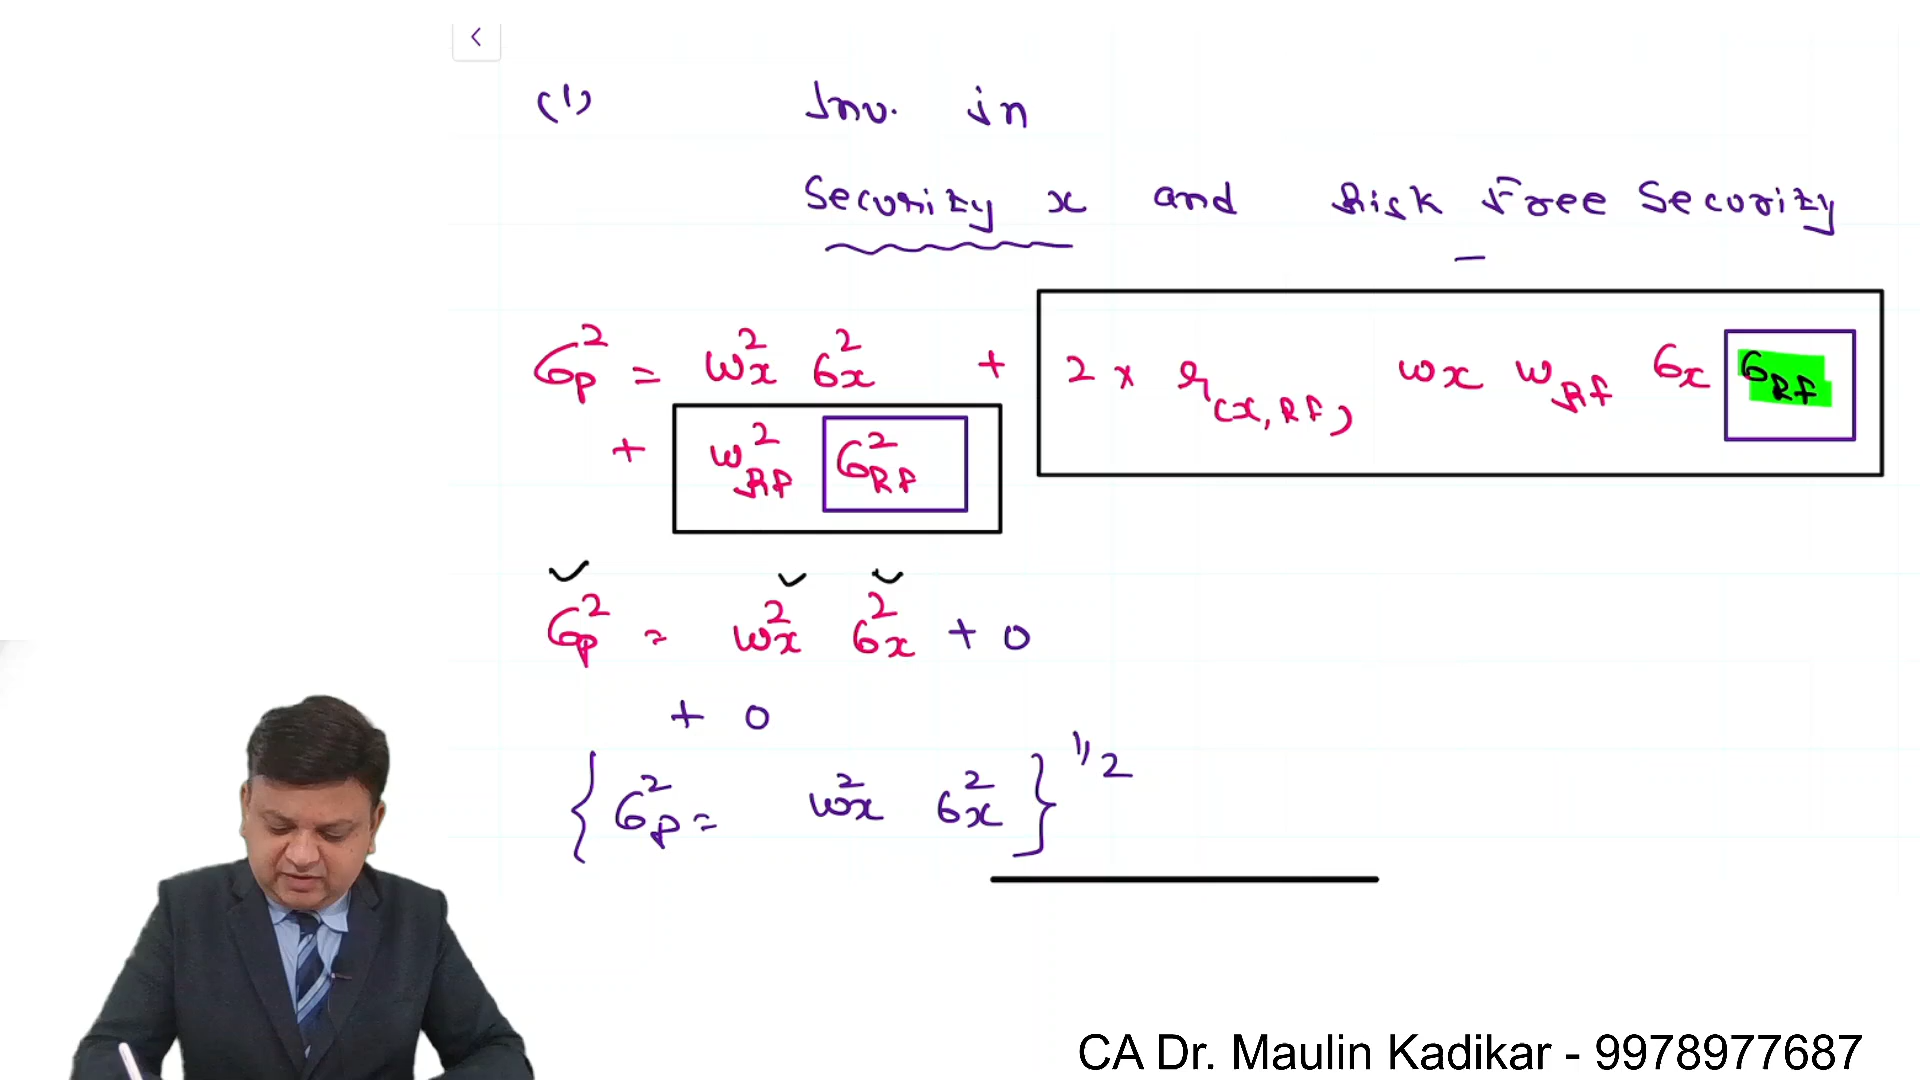 <
(1) Inv. in
Security x and Risk Free Security
σp² = wx² σx² + 2 × r(x,RF) wx wRF σx σRF
+ wRF² σRF²
σp² = wx² σx² + 0
+ 0
{σp² = wx² σx²}^1/2
CA Dr. Maulin Kadikar - 9978977687